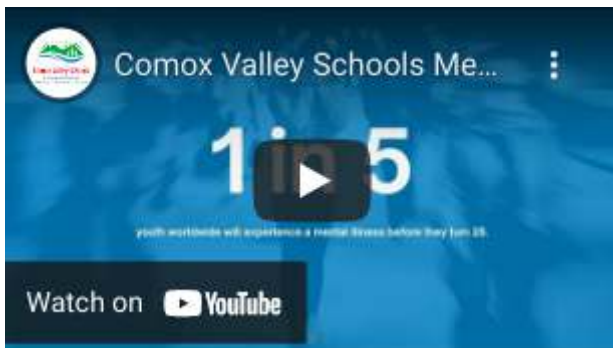 Comox Valley Schools Me...
1 in 5
youth worldwide will experience a mental illness before they turn 25.
Watch on YouTube